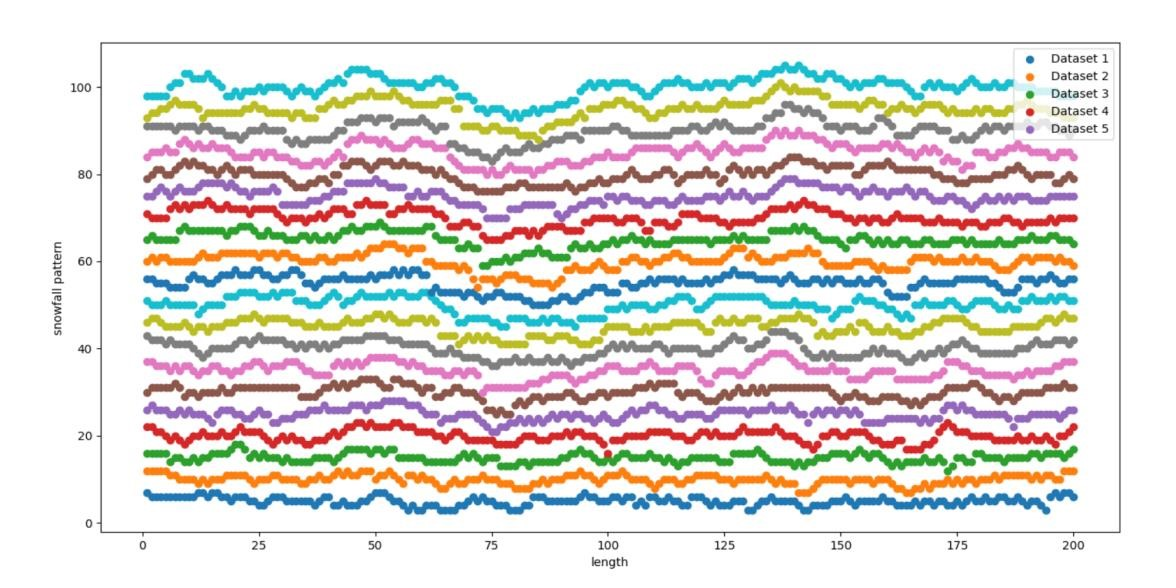 100
80
60
40
20
0
snowfall pattern
0 25 50 75 100 125 150 175 200
length
Dataset 1
Dataset 2
Dataset 3
Dataset 4
Dataset 5